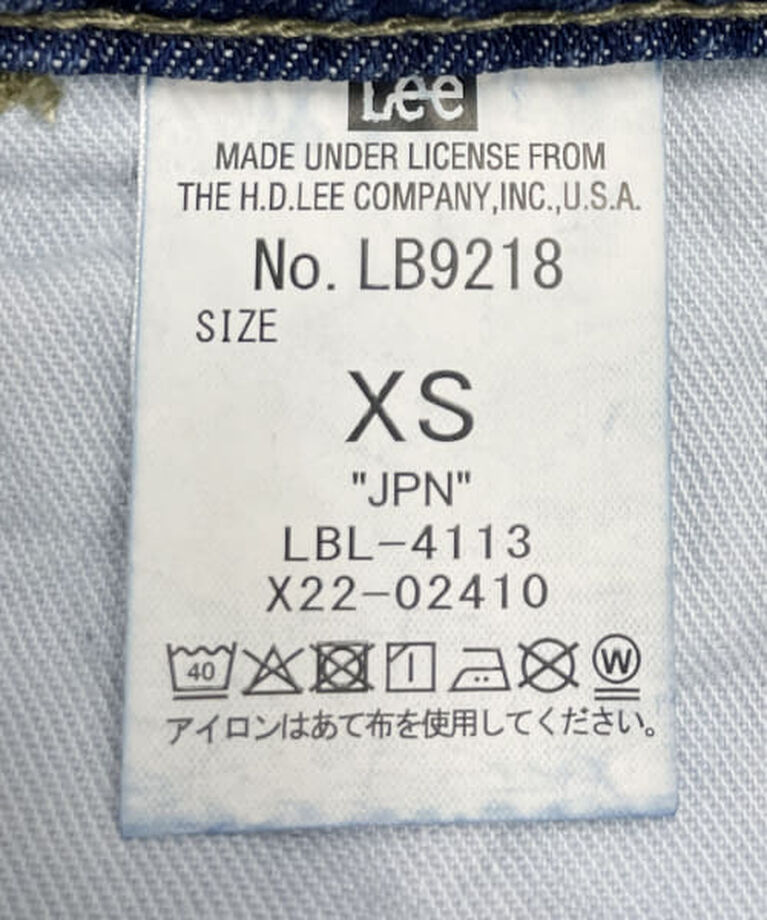 Lee
MADE UNDER LICENSE FROM
THE H.D.LEE COMPANY,INC.,U.S.A.
No. LB9218
SIZE
XS
"JPN"
LBL-4113
X22-02410
40 W
アイロンはあて布を使用してください。